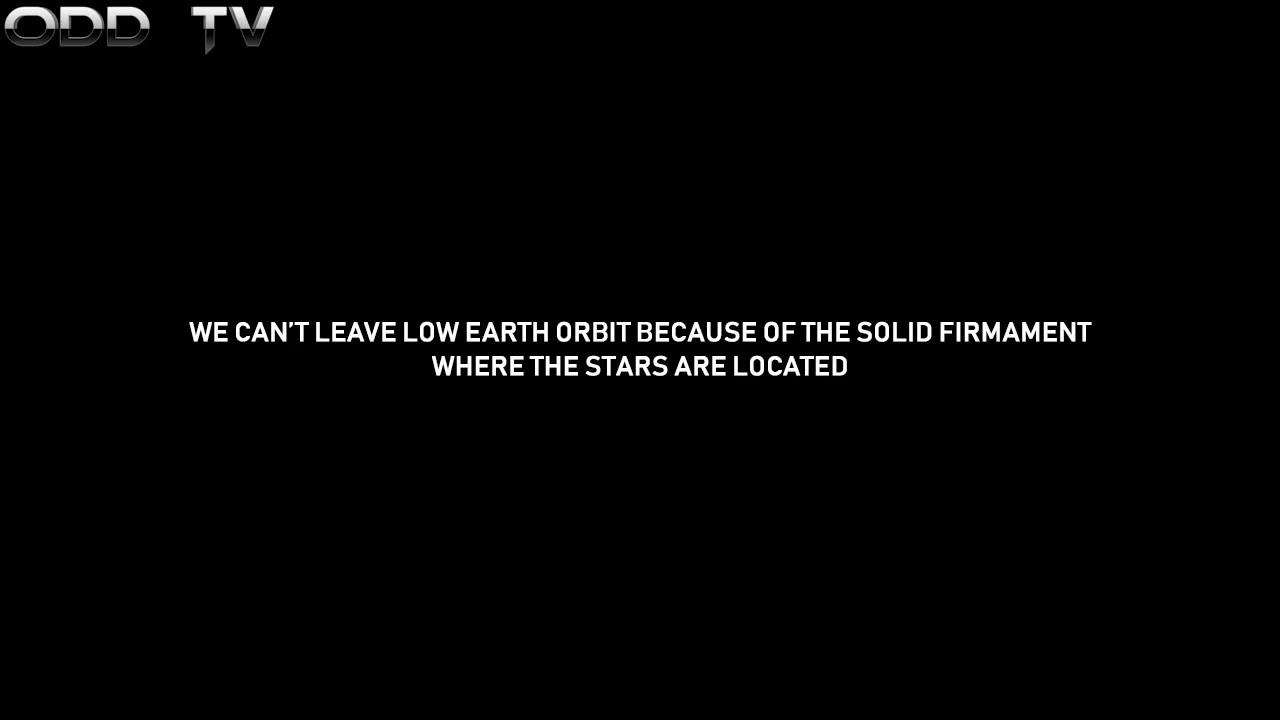 ODD TV
WE CAN'T LEAVE LOW EARTH ORBIT BECAUSE OF THE SOLID FIRMAMENT
WHERE THE STARS ARE LOCATED